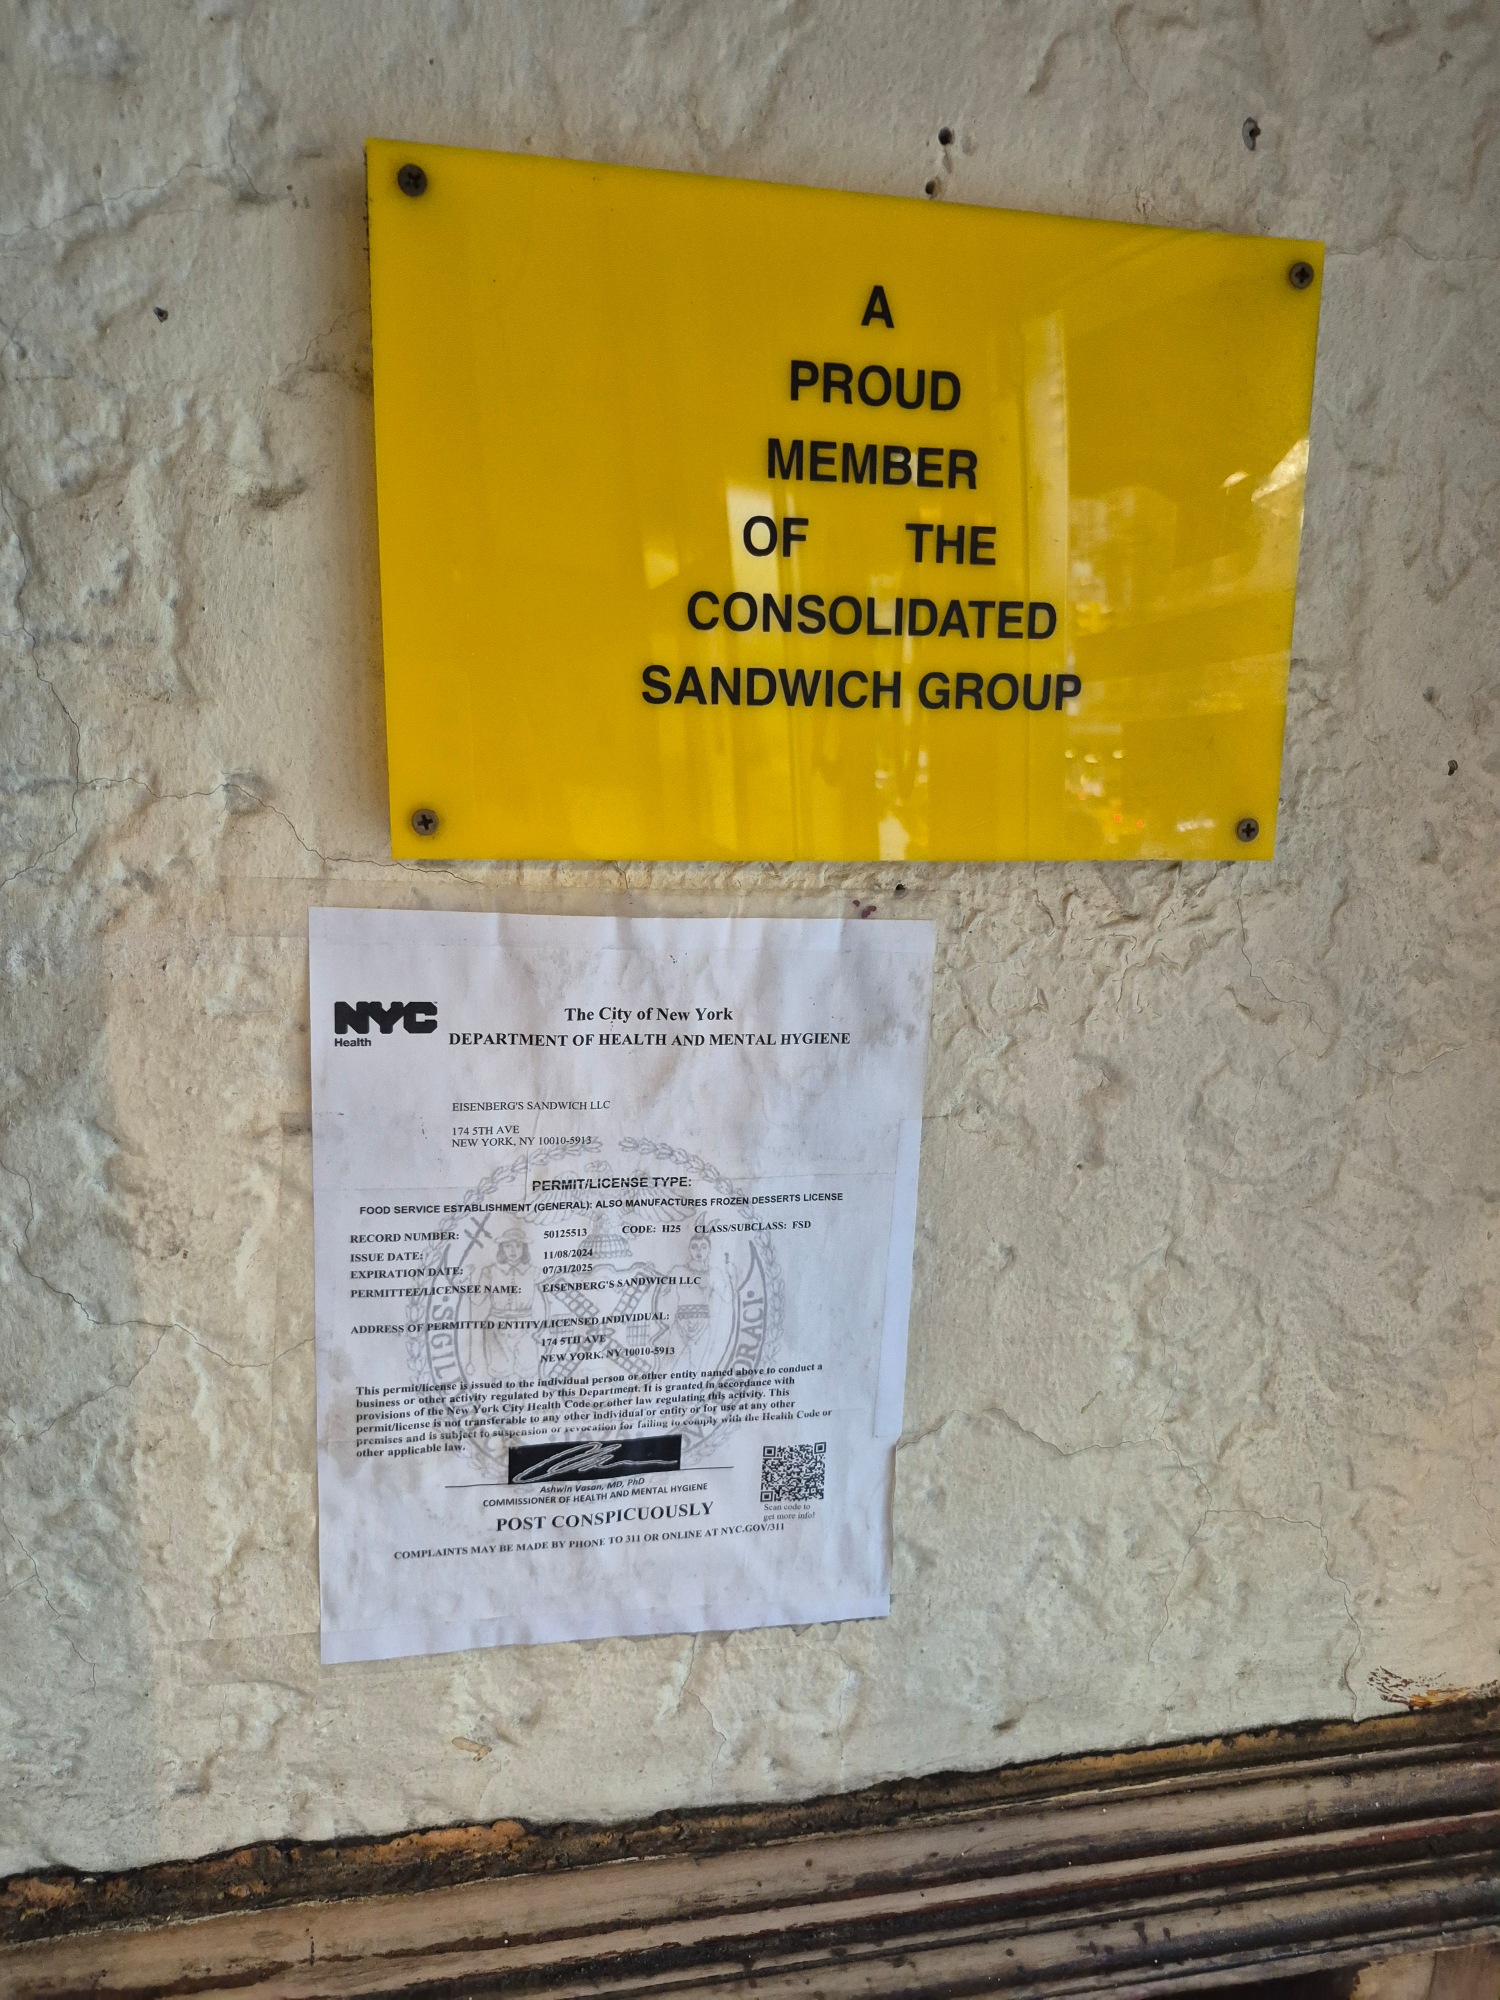 A
PROUD
MEMBER
OF THE
CONSOLIDATED
SANDWICH GROUP
NYC
Health
The City of New York
DEPARTMENT OF HEALTH AND MENTAL HYGIENE
EISENBERG'S SANDWICH LLC
174 5TH AVE
NEW YORK, NY 10010-5913
PERMIT/LICENSE TYPE:
FOOD SERVICE ESTABLISHMENT (GENERAL): ALSO MANUFACTURES FROZEN DESSERTS LICENSE
RECORD NUMBER: 50125513 CODE: H25 CLASS/SUBCLASS: FSD
ISSUE DATE: 11/08/2024
EXPIRATION DATE: 07/31/2025
PERMITTEE/LICENSEE NAME: EISENBERG'S SANDWICH LLC
ADDRESS OF PERMITTED ENTITY/LICENSED INDIVIDUAL:
174 5TH AVE
NEW YORK, NY 10010-5913
This permit/license is issued to the individual person or other entity named above to conduct a
business or other activity regulated by this Department. It is granted in accordance with
provisions of the New York City Health Code or other law regulating this activity. This
permit/license is not transferable to any other individual or entity or for use at any other
premises and is subject to suspension or revocation for failing to comply with the Health Code or
other applicable law.
Ashwin Vasan, MD, PhD
COMMISSIONER OF HEALTH AND MENTAL HYGIENE
POST CONSPICUOUSLY
COMPLAINTS MAY BE MADE BY PHONE TO 311 OR ONLINE AT NYC.GOV/311
Scan code to
get more info!